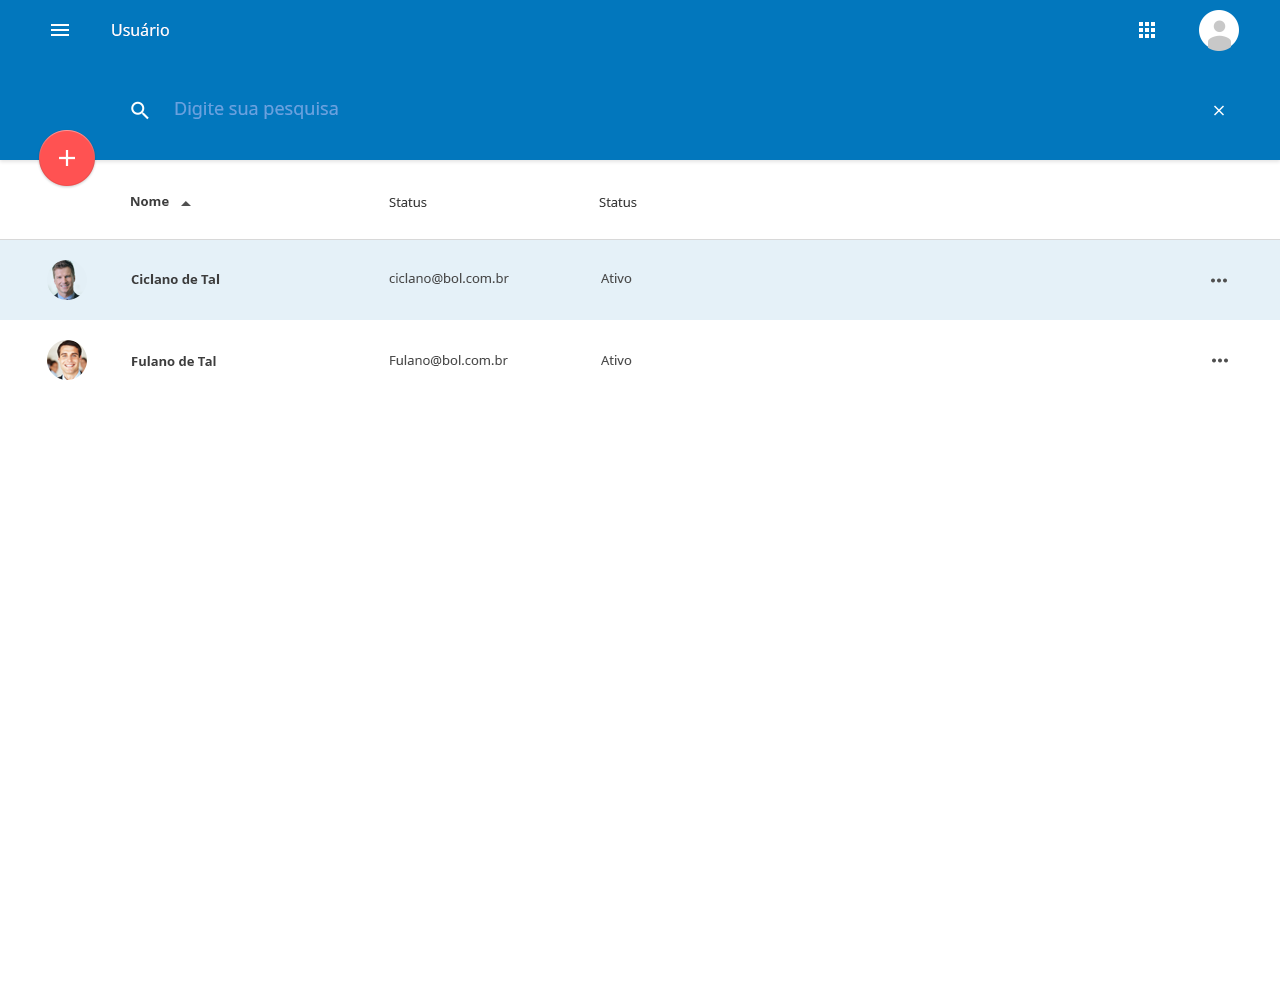 Usuário
Digite sua pesquisa
Nome Status Status
Ciclano de Tal ciclano@bol.com.br Ativo
Fulano de Tal Fulano@bol.com.br Ativo